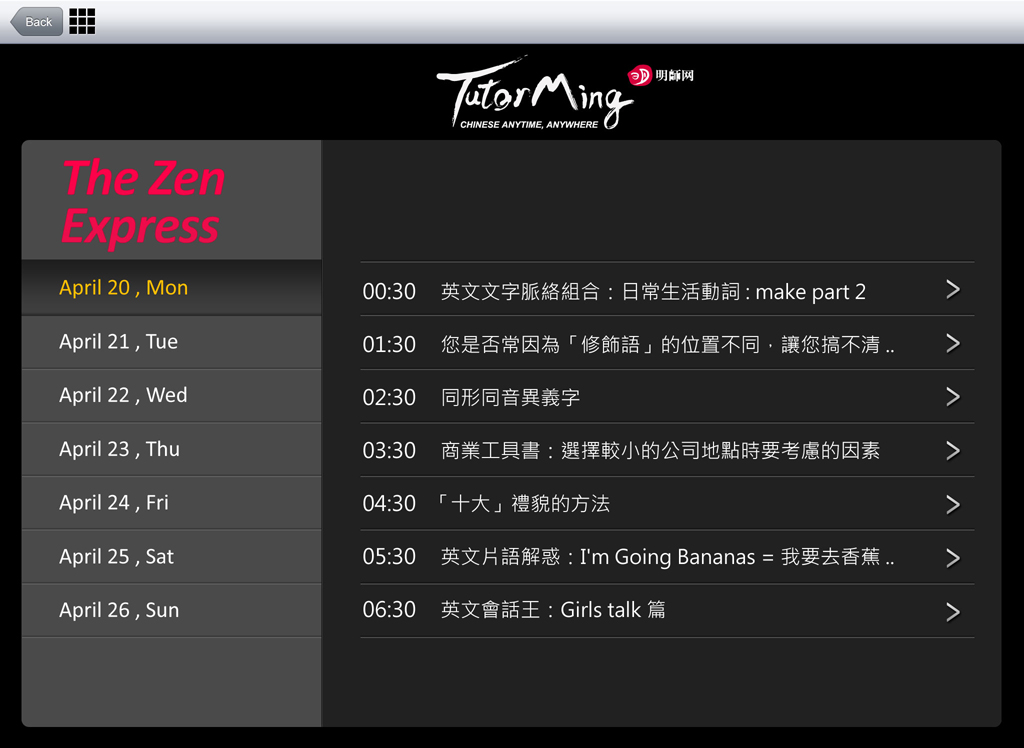 Back
TutorMing 明師网
CHINESE ANYTIME, ANYWHERE
The Zen
Express
April 20 , Mon
April 21 , Tue
April 22 , Wed
April 23 , Thu
April 24 , Fri
April 25 , Sat
April 26 , Sun
00:30 英文文字脈絡組合：日常生活動詞 : make part 2
01:30 您是否常因為「修飾語」的位置不同，讓您搞不清 ..
02:30 同形同音異義字
03:30 商業工具書：選擇較小的公司地點時要考慮的因素
04:30 「十大」禮貌的方法
05:30 英文片語解惑：I'm Going Bananas = 我要去香蕉 ..
06:30 英文會話王：Girls talk 篇